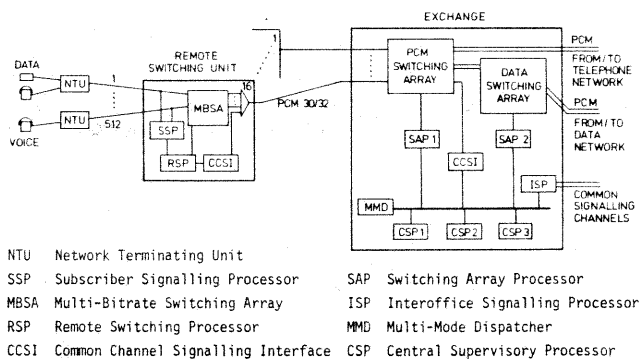 EXCHANGE
REMOTE
SWITCHING UNIT
DATA
NTU
NTU
VOICE
1
512
MBSA
16
SSP
RSP
CCSI
PCM 30/32
1
PCM
SWITCHING
ARRAY
DATA
SWITCHING
ARRAY
PCM
FROM/TO
TELEPHONE
NETWORK
PCM
FROM/TO
DATA
NETWORK
SAP 1
CCSI
SAP 2
ISP
COMMON
SIGNALLING
CHANNELS
MMD
CSP 1
CSP 2
CSP 3
NTU Network Terminating Unit
SSP Subscriber Signalling Processor
SAP Switching Array Processor
MBSA Multi-Bitrate Switching Array
ISP Interoffice Signalling Processor
RSP Remote Switching Processor
MMD Multi-Mode Dispatcher
CCSI Common Channel Signalling Interface
CSP Central Supervisory Processor